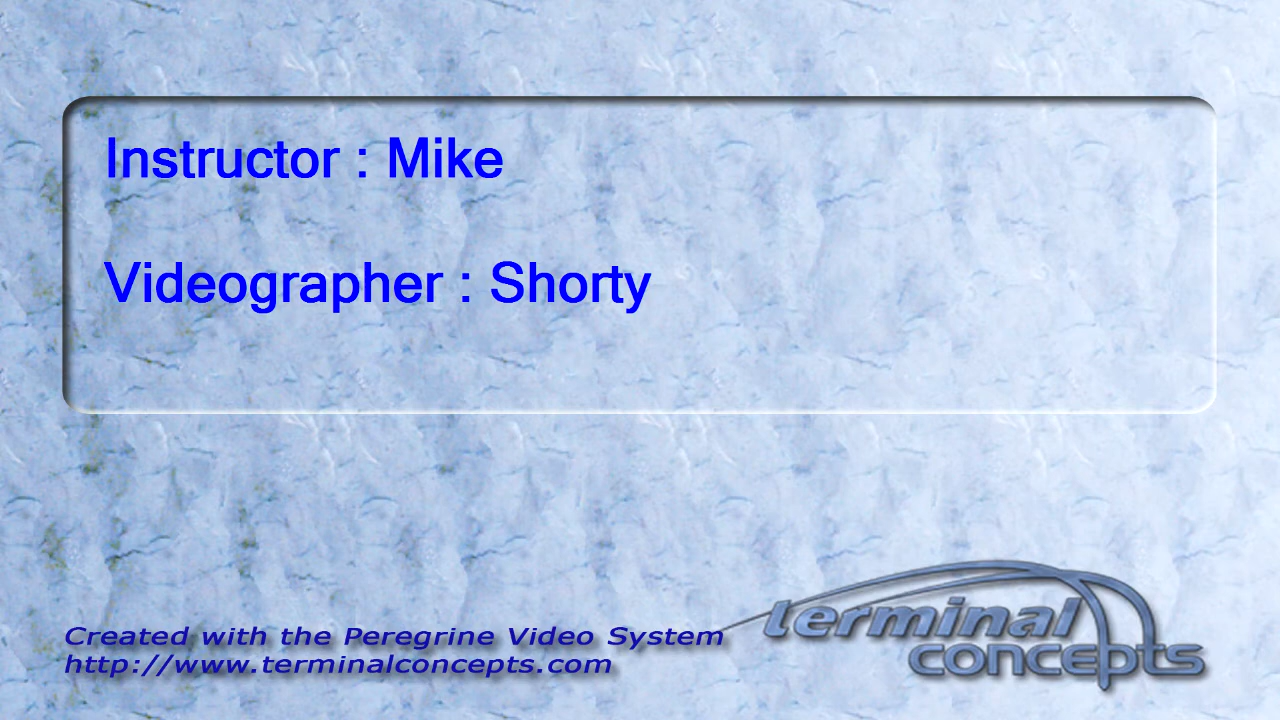 Instructor : Mike
Videographer : Shorty
Created with the Peregrine Video System
http://www.terminalconcepts.com
terminal
concepts